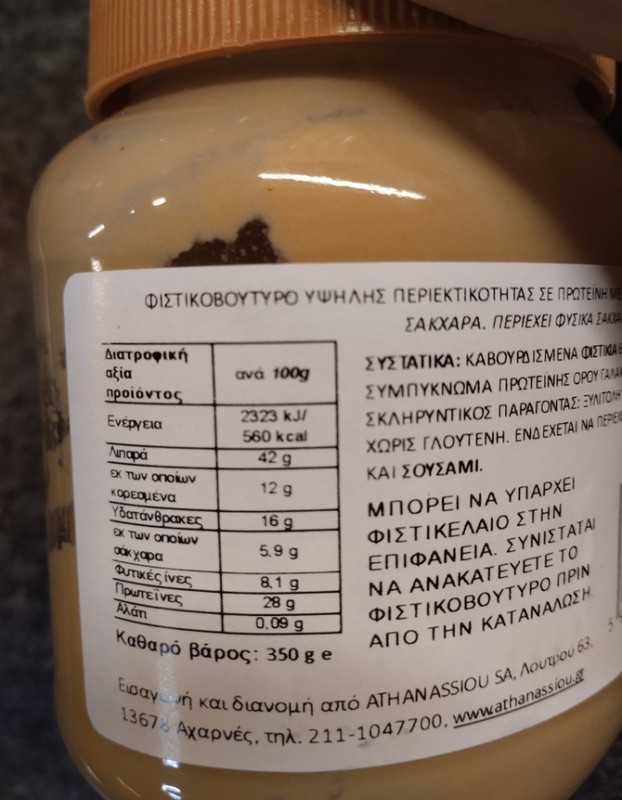 ΦΙΣΤΙΚΟΒΟΥΤΥΡΟ ΥΨΗΛΗΣ ΠΕΡΙΕΚΤΙΚΟΤΗΤΑΣ ΣΕ ΠΡΩΤΕΙΝΗ
ΣΑΚΧΑΡΑ. ΠΕΡΙΕΧΕΙ ΦΥΣΙΚΑ
Διατροφική αξία προϊόντος ανά 100g
Ενέργεια 2323 kJ/ 560 kcal
Λιπαρά 42 g
εκ των οποίων κορεσμένα 12 g
Υδατάνθρακες 16 g
εκ των οποίων σάκχαρα 5.9 g
Φυτικές ίνες 8.1 g
Πρωτεΐνες 28 g
Αλάτι 0.09 g
Καθαρό βάρος: 350 g e
ΣΥΣΤΑΤΙΚΑ: ΚΑΒΟΥΡΔΙΣΜΕΝΑ ΦΙΣΤΙΚΙΑ
ΣΥΜΠΥΚΝΩΜΑ ΠΡΩΤΕΪΝΗΣ ΟΡΟΥ
ΣΚΛΗΡΥΝΤΙΚΟΣ ΠΑΡΑΓΟΝΤΑΣ:
ΧΩΡΙΣ ΓΛΟΥΤΕΝΗ. ΕΝΔΕΧΕΤΑΙ ΝΑ
ΚΑΙ ΣΟΥΣΑΜΙ.
ΜΠΟΡΕΙ ΝΑ ΥΠΑΡΧΕΙ
ΦΙΣΤΙΚΕΛΑΙΟ ΣΤΗΝ
ΕΠΙΦΑΝΕΙΑ. ΣΥΝΙΣΤΑΤΑΙ
ΝΑ ΑΝΑΚΑΤΕΥΕΤΕ ΤΟ
ΦΙΣΤΙΚΟΒΟΥΤΥΡΟ ΠΡΙΝ
ΑΠΟ ΤΗΝ ΚΑΤΑΝΑΛΩΣΗ.
Εισαγωγή και διανομή από ATHANASSIOU SA, Λουτρού 63,
13678 Αχαρνές, τηλ. 211-1047700, www.athanassiou.gr